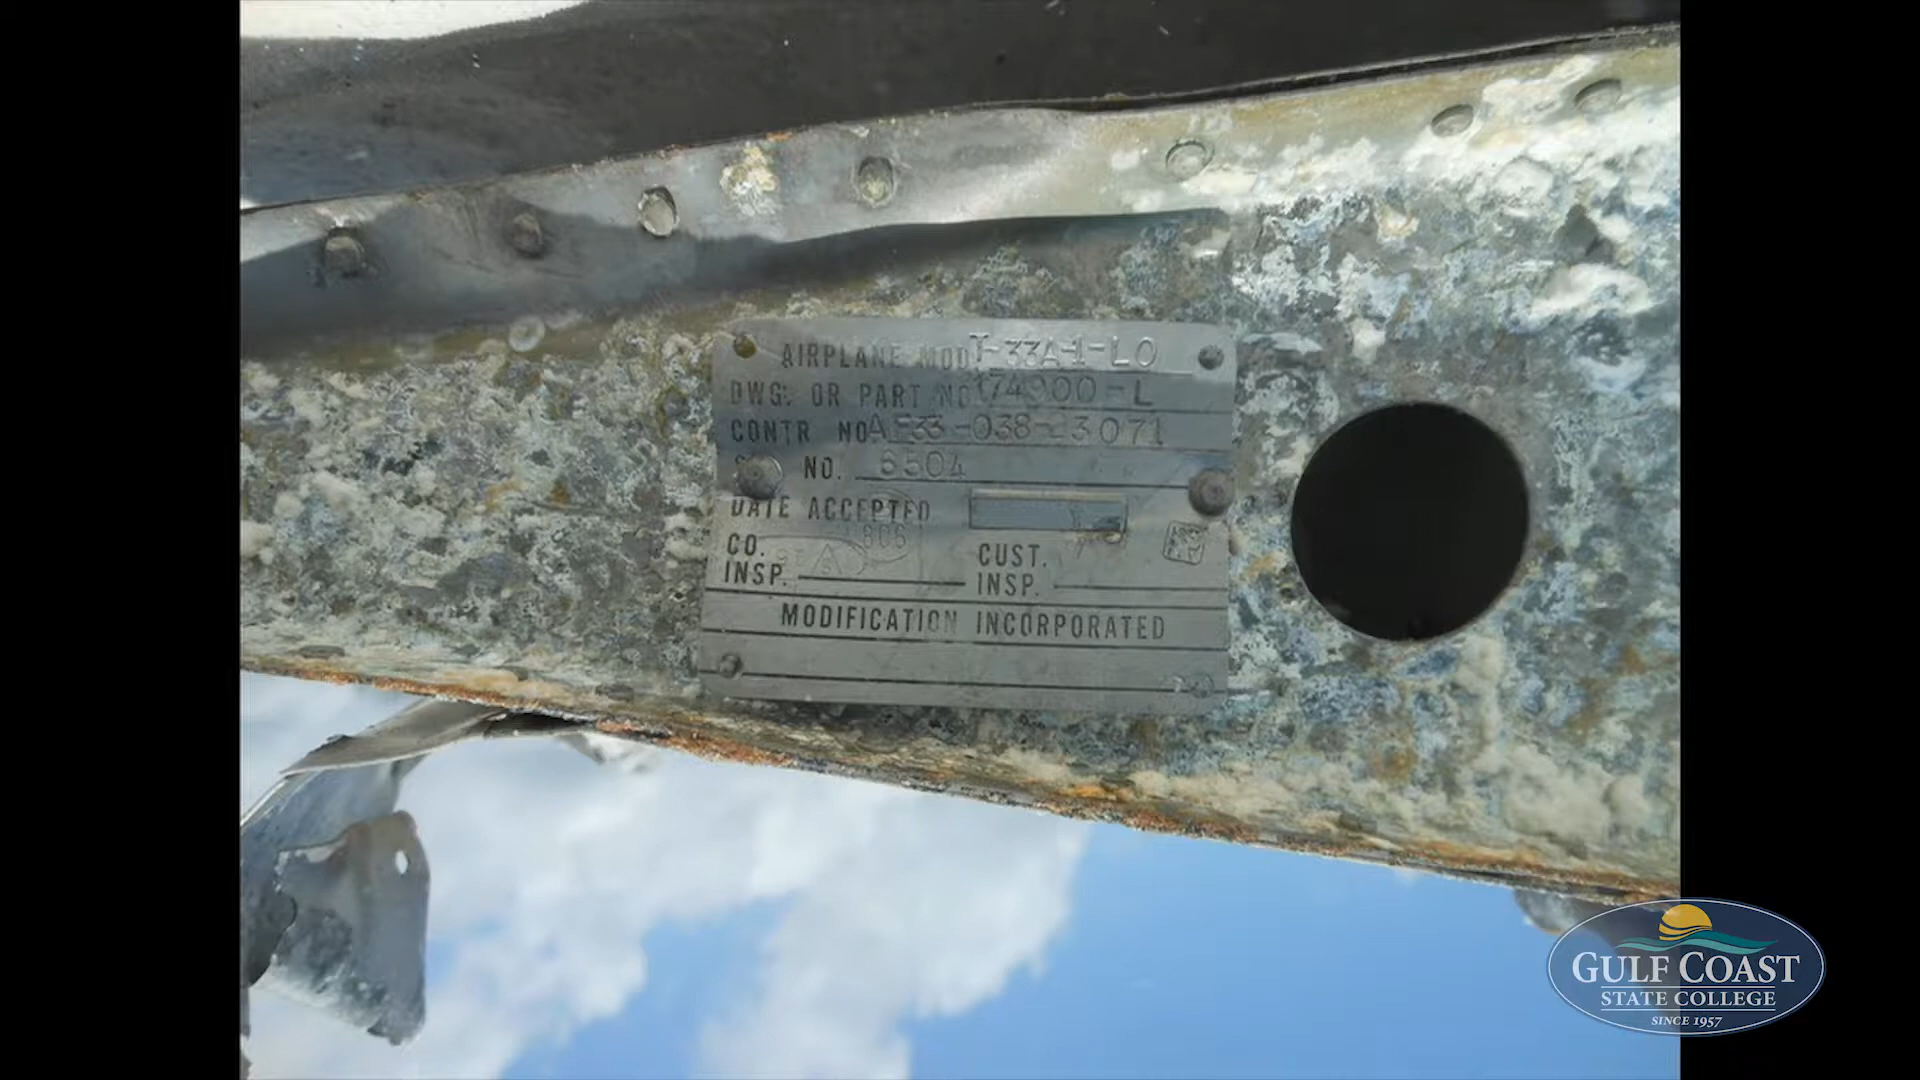 AIRPLANE MOD T-33A-1-LO
DWG. OR PART NO 174900-L
CONTR NO AF33-038-23071
NO. 6504
DATE ACCEPTED
806
CO.
INSP.
CUST.
INSP.
MODIFICATION INCORPORATED
GULF COAST
STATE COLLEGE
SINCE 1957